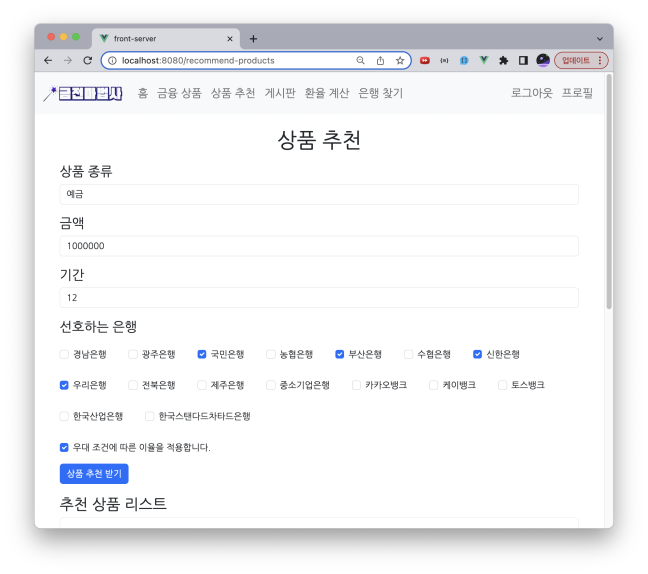 front-server
localhost:8080/recommend-products
업데이트
홈 금융 상품 상품 추천 게시판 환율 계산 은행 찾기 로그아웃 프로필
상품 추천
상품 종류
예금
금액
1000000
기간
12
선호하는 은행
경남은행 광주은행 국민은행 농협은행 부산은행 수협은행 신한은행
우리은행 전북은행 제주은행 중소기업은행 카카오뱅크 케이뱅크 토스뱅크
한국산업은행 한국스탠다드차타드은행
우대 조건에 따른 이율을 적용합니다.
상품 추천 받기
추천 상품 리스트